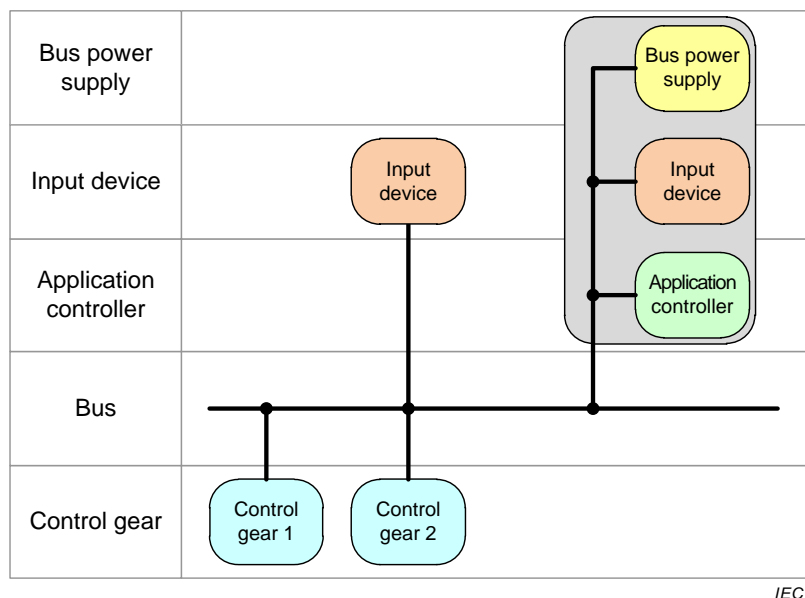 Bus power
supply
Bus power
supply
Input device
Input
device
Input
device
Application
controller
Application
controller
Bus
Control gear
Control
gear 1
Control
gear 2
IEC